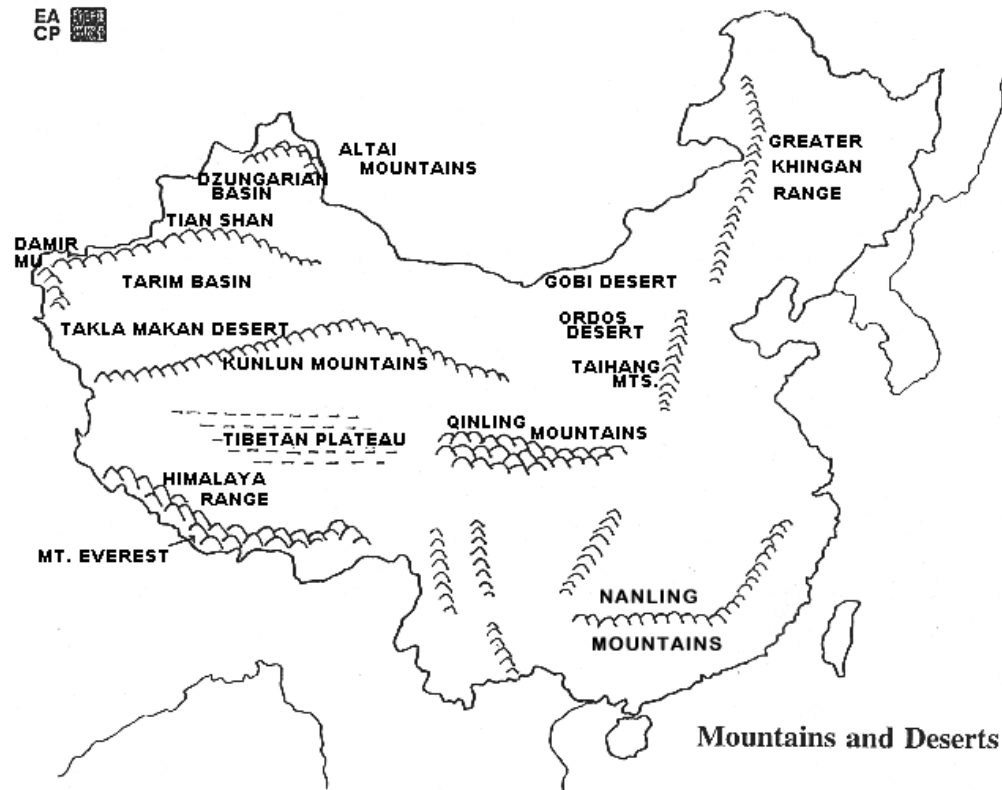 EA
CP
ALTAI
MOUNTAINS
GREATER
KHINGAN
RANGE
DZUNGARIAN
BASIN
TIAN SHAN
DAMIR
MU
TARIM BASIN
GOBI DESERT
ORDOS
DESERT
TAKLA MAKAN DESERT
KUNLUN MOUNTAINS
TAIHANG
MTS.
QINLING
MOUNTAINS
TIBETAN PLATEAU
HIMALAYA
RANGE
MT. EVEREST
NANLING
MOUNTAINS
Mountains and Deserts